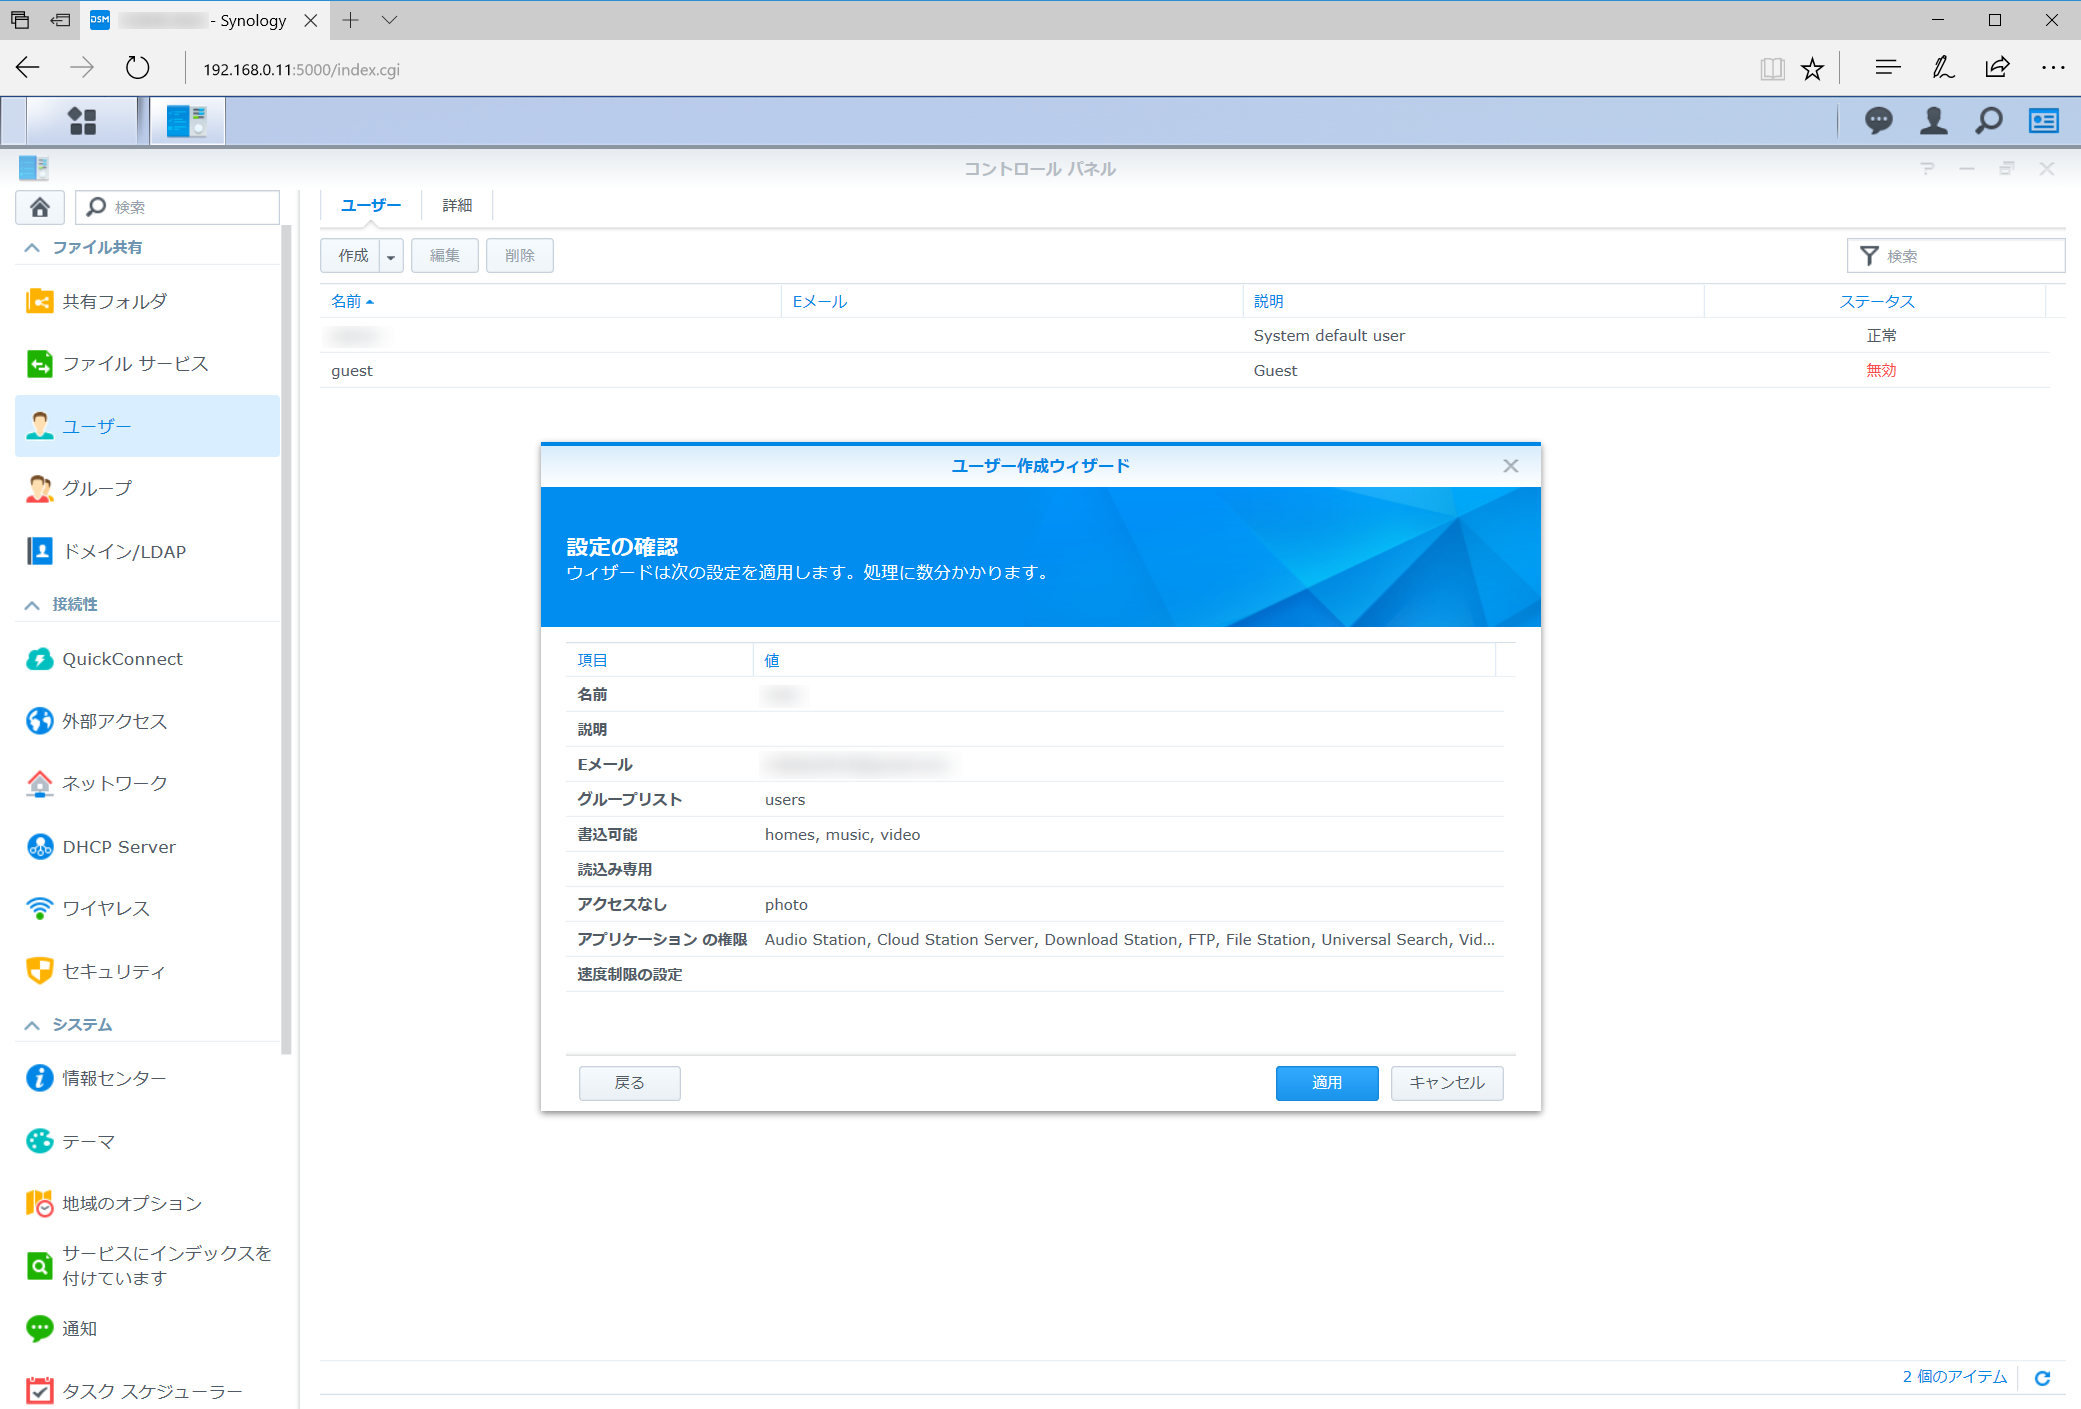 - Synology
192.168.0.11:5000/index.cgi
コントロール パネル
検索
ファイル共有
共有フォルダ
ファイル サービス
ユーザー
グループ
ドメイン/LDAP
接続性
QuickConnect
外部アクセス
ネットワーク
DHCP Server
ワイヤレス
セキュリティ
システム
情報センター
テーマ
地域のオプション
サービスにインデックスを
付けています
通知
タスク スケジューラー
ユーザー 詳細
作成 編集 削除 検索
名前 Eメール 説明 ステータス
System default user 正常
guest Guest 無効
ユーザー作成ウィザード
設定の確認
ウィザードは次の設定を適用します。処理に数分かかります。
項目 値
名前
説明
Eメール
グループリスト users
書込可能 homes, music, video
読込み専用
アクセスなし photo
アプリケーション の権限 Audio Station, Cloud Station Server, Download Station, FTP, File Station, Universal Search, Vid...
速度制限の設定
戻る 適用 キャンセル
2 個のアイテム